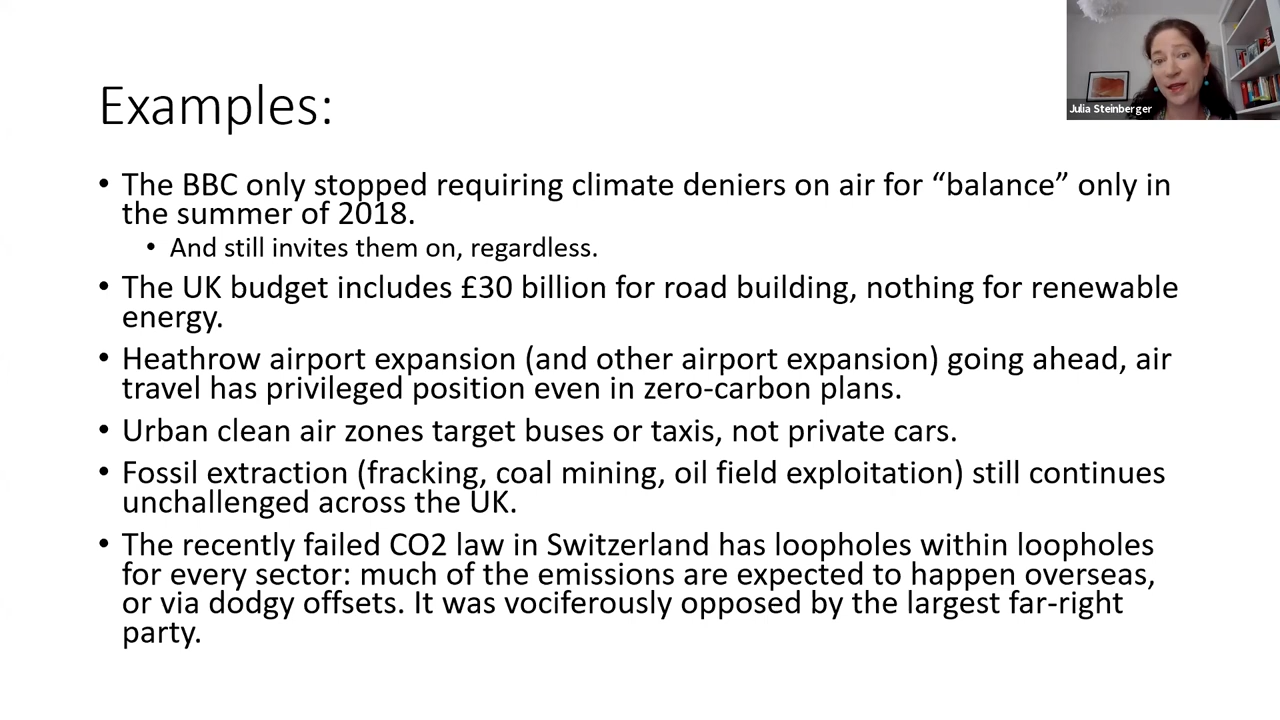 Julia Steinberger
Examples:
• The BBC only stopped requiring climate deniers on air for “balance” only in
the summer of 2018.
• And still invites them on, regardless.
• The UK budget includes £30 billion for road building, nothing for renewable
energy.
• Heathrow airport expansion (and other airport expansion) going ahead, air
travel has privileged position even in zero-carbon plans.
• Urban clean air zones target buses or taxis, not private cars.
• Fossil extraction (fracking, coal mining, oil field exploitation) still continues
unchallenged across the UK.
• The recently failed CO2 law in Switzerland has loopholes within loopholes
for every sector: much of the emissions are expected to happen overseas,
or via dodgy offsets. It was vociferously opposed by the largest far-right
party.